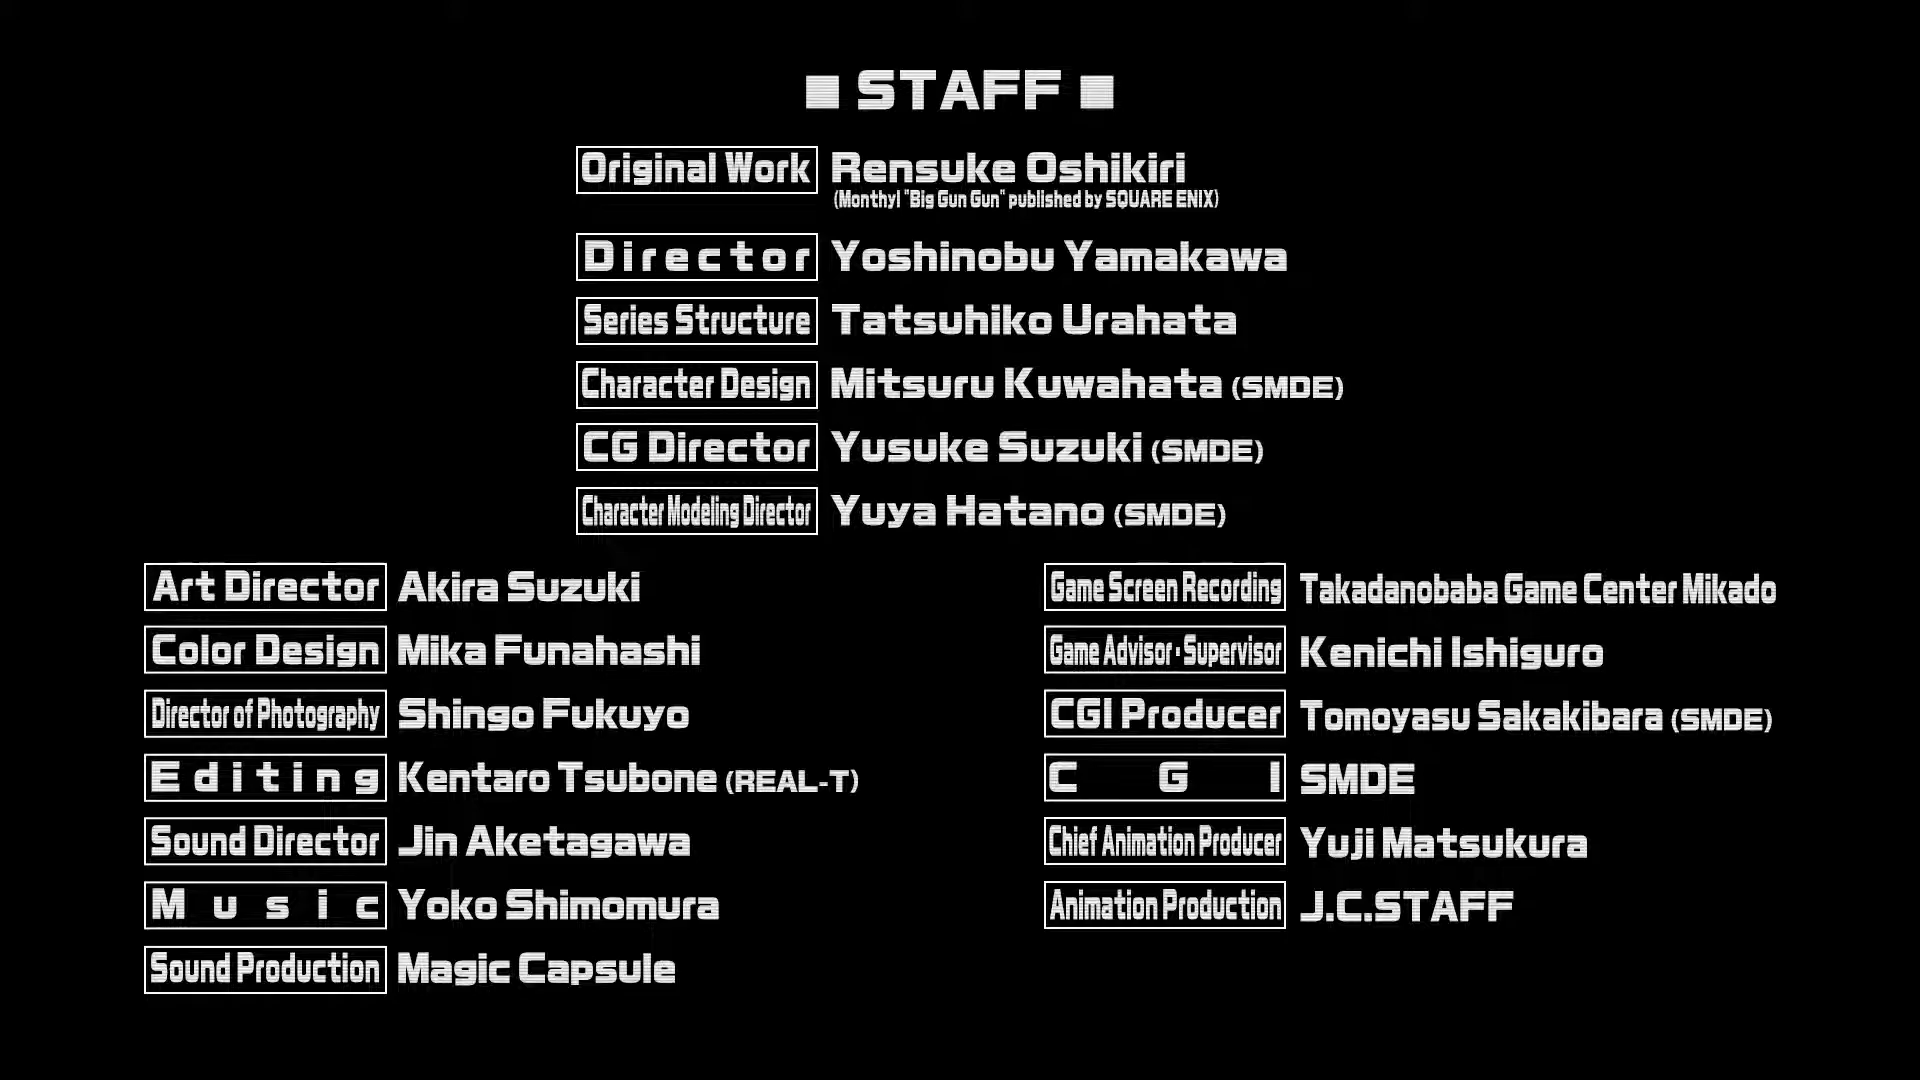 ■ STAFF ■
Original Work Rensuke Oshikiri
(Monthyl "Big Gun Gun" published by SQUARE ENIX)
Director Yoshinobu Yamakawa
Series Structure Tatsuhiko Urahata
Character Design Mitsuru Kuwahata (SMDE)
CG Director Yusuke Suzuki (SMDE)
Character Modeling Director Yuya Hatano (SMDE)
Art Director Akira Suzuki
Color Design Mika Funahashi
Director of Photography Shingo Fukuyo
Editing Kentaro Tsubone (REAL-T)
Sound Director Jin Aketagawa
Music Yoko Shimomura
Sound Production Magic Capsule
Game Screen Recording Takadanobaba Game Center Mikado
Game Advisor・Supervisor Kenichi Ishiguro
CGI Producer Tomoyasu Sakakibara (SMDE)
CGI SMDE
Chief Animation Producer Yuji Matsukura
Animation Production J.C.STAFF